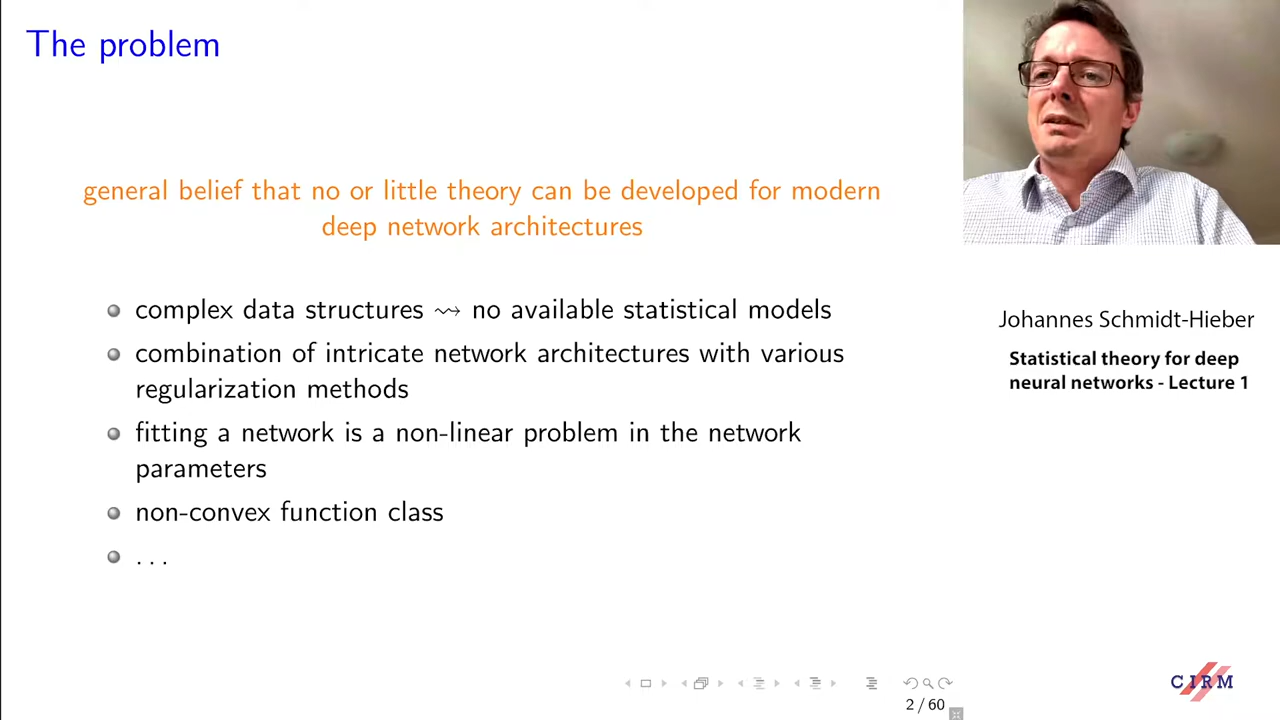 The problem
general belief that no or little theory can be developed for modern
deep network architectures
complex data structures ⇝ no available statistical models
combination of intricate network architectures with various
regularization methods
fitting a network is a non-linear problem in the network
parameters
non-convex function class
...
2 / 60
Johannes Schmidt-Hieber
Statistical theory for deep
neural networks - Lecture 1
CIRM